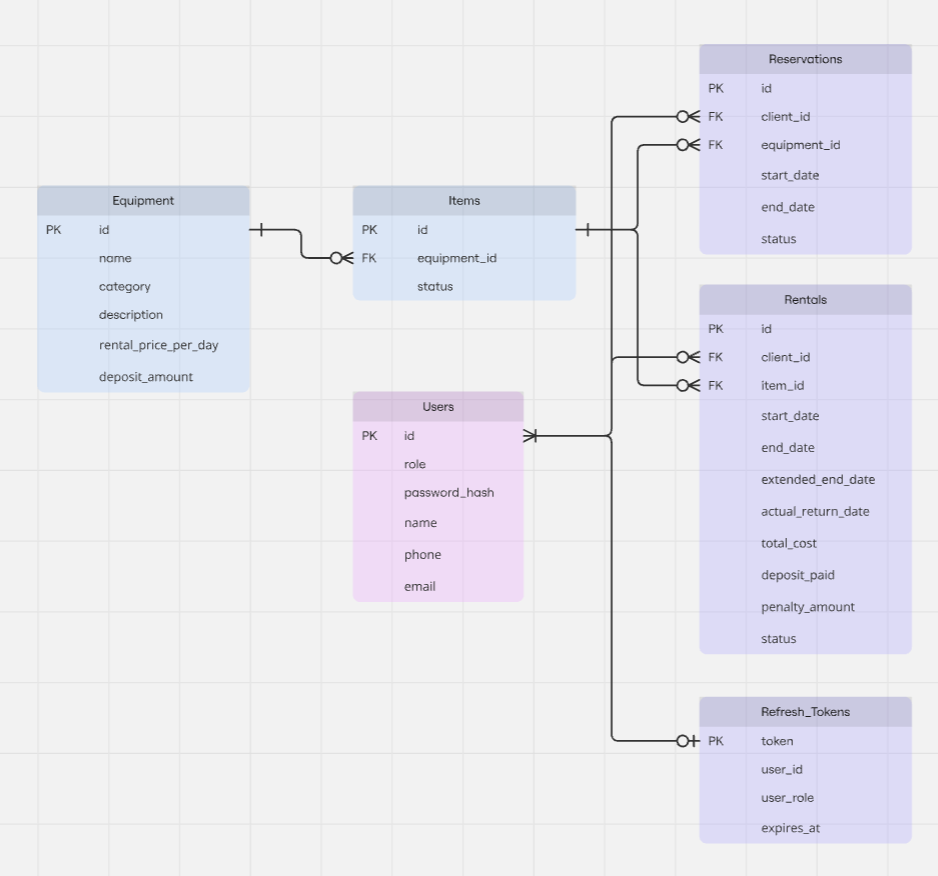 Equipment
PK id
name
category
description
rental_price_per_day
deposit_amount
Items
PK id
FK equipment_id
status
Users
PK id
role
password_hash
name
phone
email
Reservations
PK id
FK client_id
FK equipment_id
start_date
end_date
status
Rentals
PK id
FK client_id
FK item_id
start_date
end_date
extended_end_date
actual_return_date
total_cost
deposit_paid
penalty_amount
status
Refresh_Tokens
PK token
user_id
user_role
expires_at